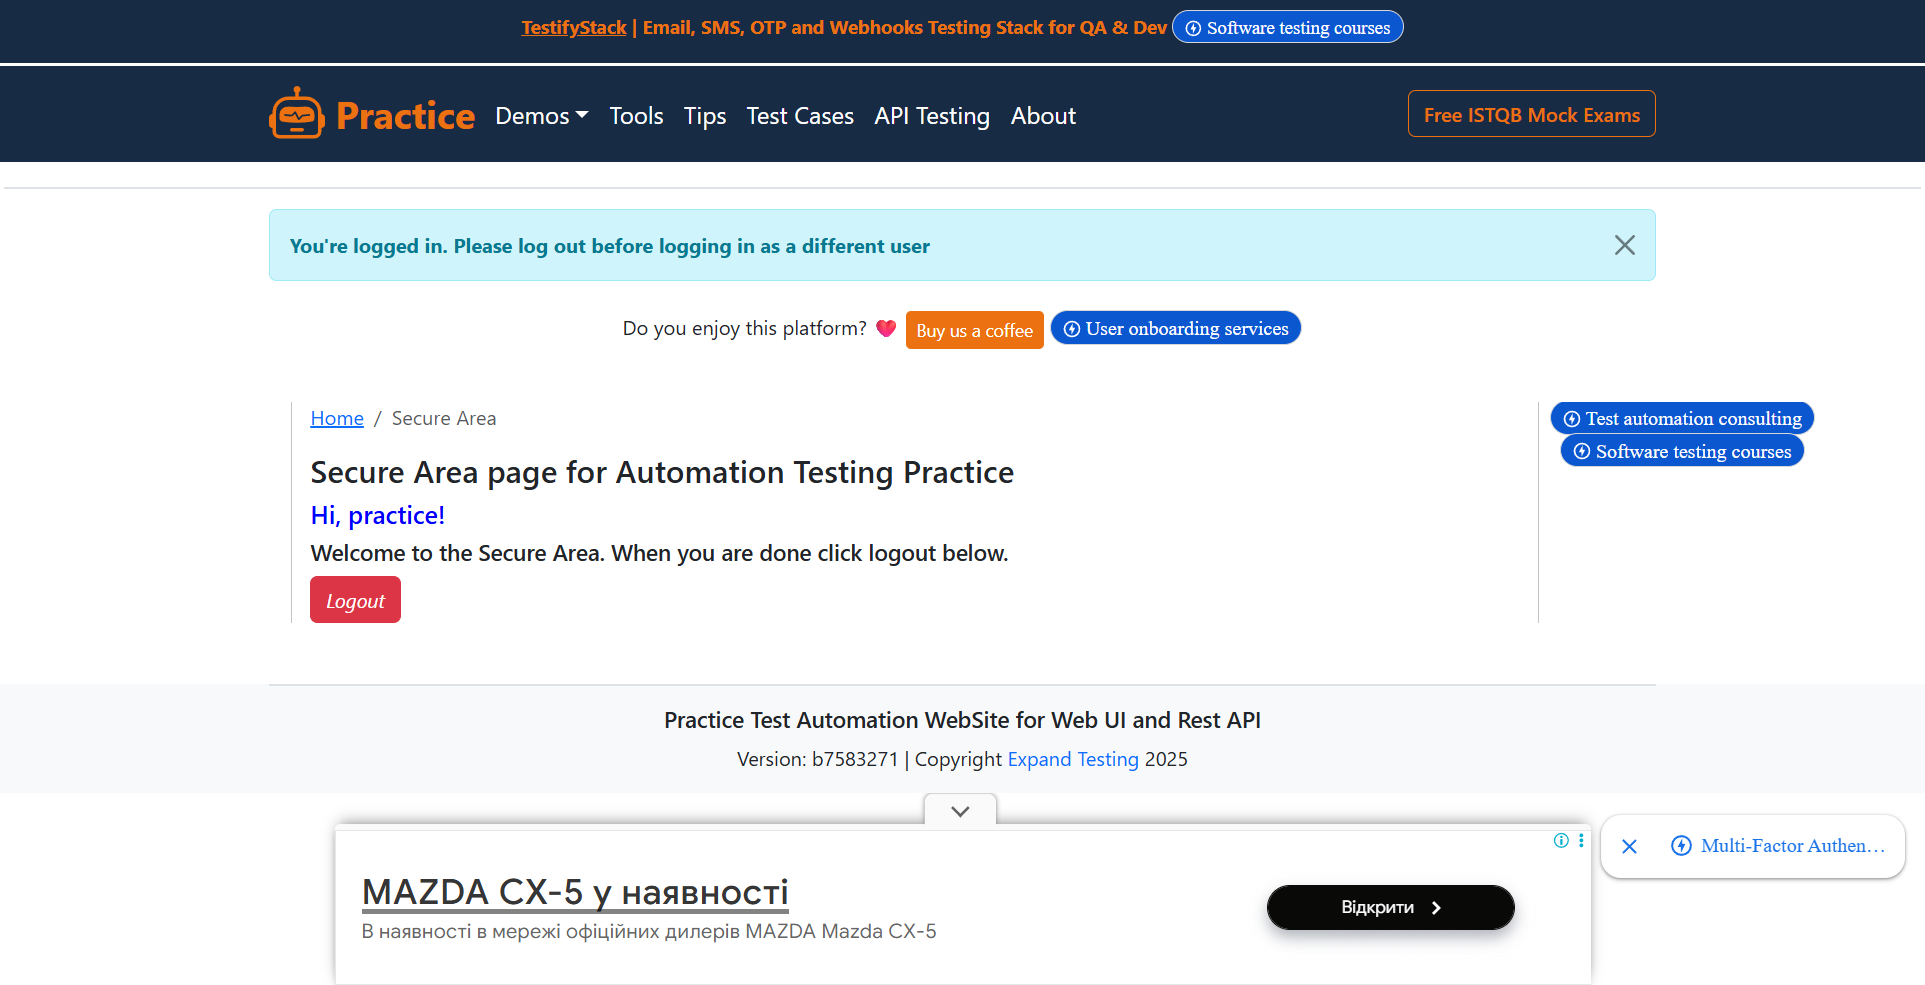 TestifyStack | Email, SMS, OTP and Webhooks Testing Stack for QA & Dev Software testing courses
Practice Demos Tools Tips Test Cases API Testing About Free ISTQB Mock Exams
You're logged in. Please log out before logging in as a different user
Do you enjoy this platform? Buy us a coffee User onboarding services
Home / Secure Area
Test automation consulting
Software testing courses
Secure Area page for Automation Testing Practice
Hi, practice!
Welcome to the Secure Area. When you are done click logout below.
Logout
Practice Test Automation WebSite for Web UI and Rest API
Version: b7583271 | Copyright Expand Testing 2025
MAZDA CX-5 у наявності
В наявності в мережі офіційних дилерів MAZDA Mazda CX-5
Відкрити
Multi-Factor Authen...